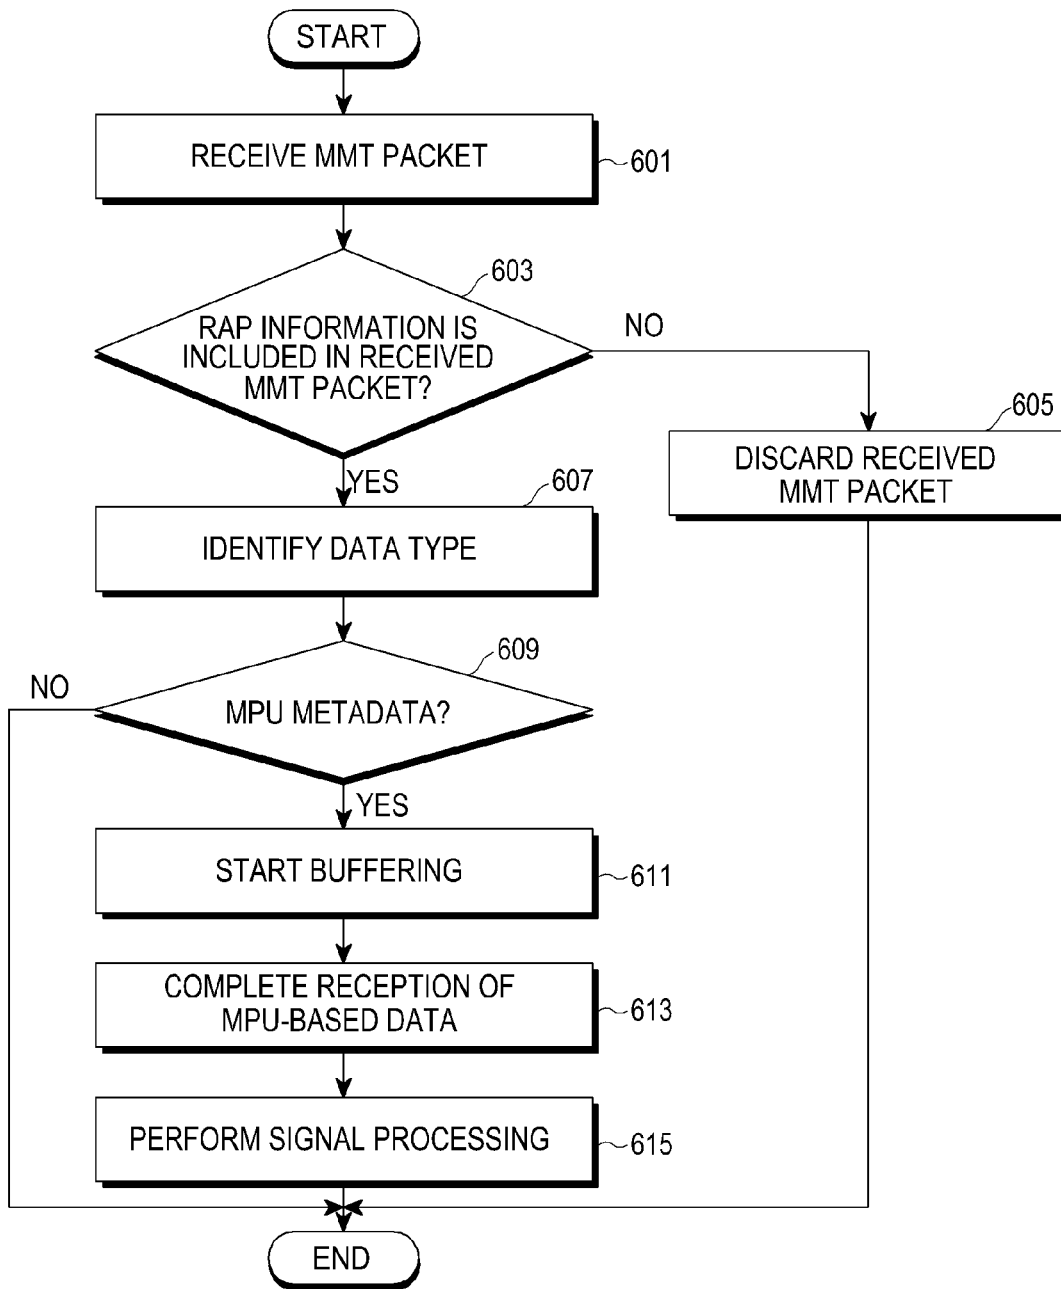 START
RECEIVE MMT PACKET
601
603
RAP INFORMATION IS
INCLUDED IN RECEIVED
MMT PACKET?
NO
YES
605
DISCARD RECEIVED
MMT PACKET
607
IDENTIFY DATA TYPE
609
NO
MPU METADATA?
YES
START BUFFERING
611
COMPLETE RECEPTION OF
MPU-BASED DATA
613
PERFORM SIGNAL PROCESSING
615
END